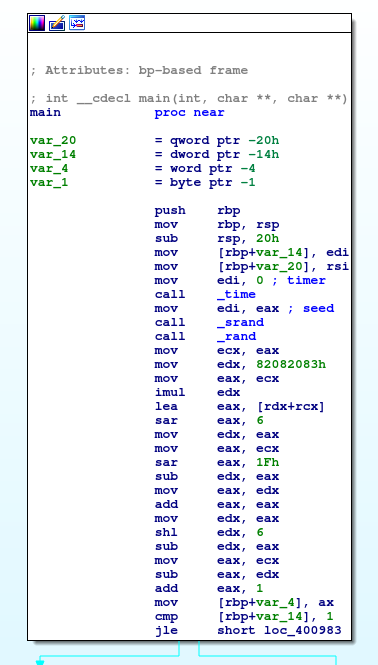 ; Attributes: bp-based frame
; int __cdecl main(int, char **, char **)
main proc near
var_20 = qword ptr -20h
var_14 = dword ptr -14h
var_4 = word ptr -4
var_1 = byte ptr -1
push rbp
mov rbp, rsp
sub rsp, 20h
mov [rbp+var_14], edi
mov [rbp+var_20], rsi
mov edi, 0 ; timer
call _time
mov edi, eax ; seed
call _srand
call _rand
mov ecx, eax
mov edx, 82082083h
mov eax, ecx
imul edx
lea eax, [rdx+rcx]
sar eax, 6
mov edx, eax
mov eax, ecx
sar eax, 1Fh
sub edx, eax
mov eax, edx
add eax, eax
mov edx, eax
shl edx, 6
sub edx, eax
mov eax, ecx
sub eax, edx
add eax, 1
mov [rbp+var_4], ax
cmp [rbp+var_14], 1
jle short loc_400983